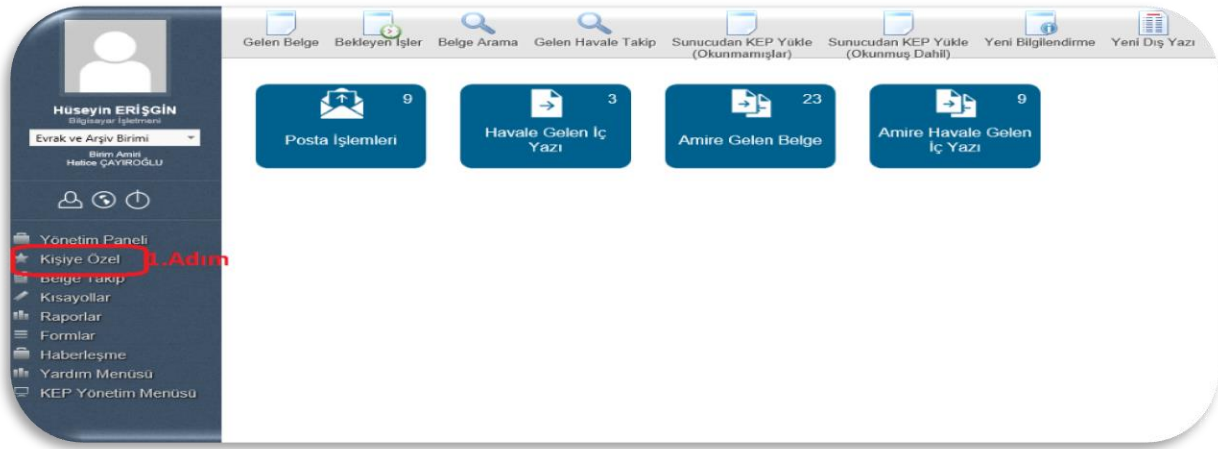 Gelen Belge
Bekleyen İşler
Belge Arama
Gelen Havale Takip
Sunucudan KEP Yükle
(Okunmamışlar)
Sunucudan KEP Yükle
(Okunmuş Dahil)
Yeni Bilgilendirme
Yeni Dış Yazı
Hüseyin ERİŞGİN
Bilgisayar İşletmeni
Evrak ve Arşiv Birimi
Birim Amiri
Hatice ÇAYIROĞLU
9
Posta İşlemleri
3
Havale Gelen İç
Yazı
23
Amire Gelen Belge
9
Amire Havale Gelen
İç Yazı
Yönetim Paneli
Kişiye Özel 1.Adım
Belge Takip
Kısayollar
Raporlar
Formlar
Haberleşme
Yardım Menüsü
KEP Yönetim Menüsü